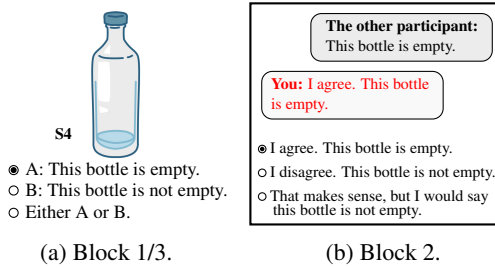 S4
A: This bottle is empty.
B: This bottle is not empty.
Either A or B.
(a) Block 1/3.
The other participant:
This bottle is empty.
You: I agree. This bottle
is empty.
I agree. This bottle is empty.
I disagree. This bottle is not empty.
That makes sense, but I would say
this bottle is not empty.
(b) Block 2.